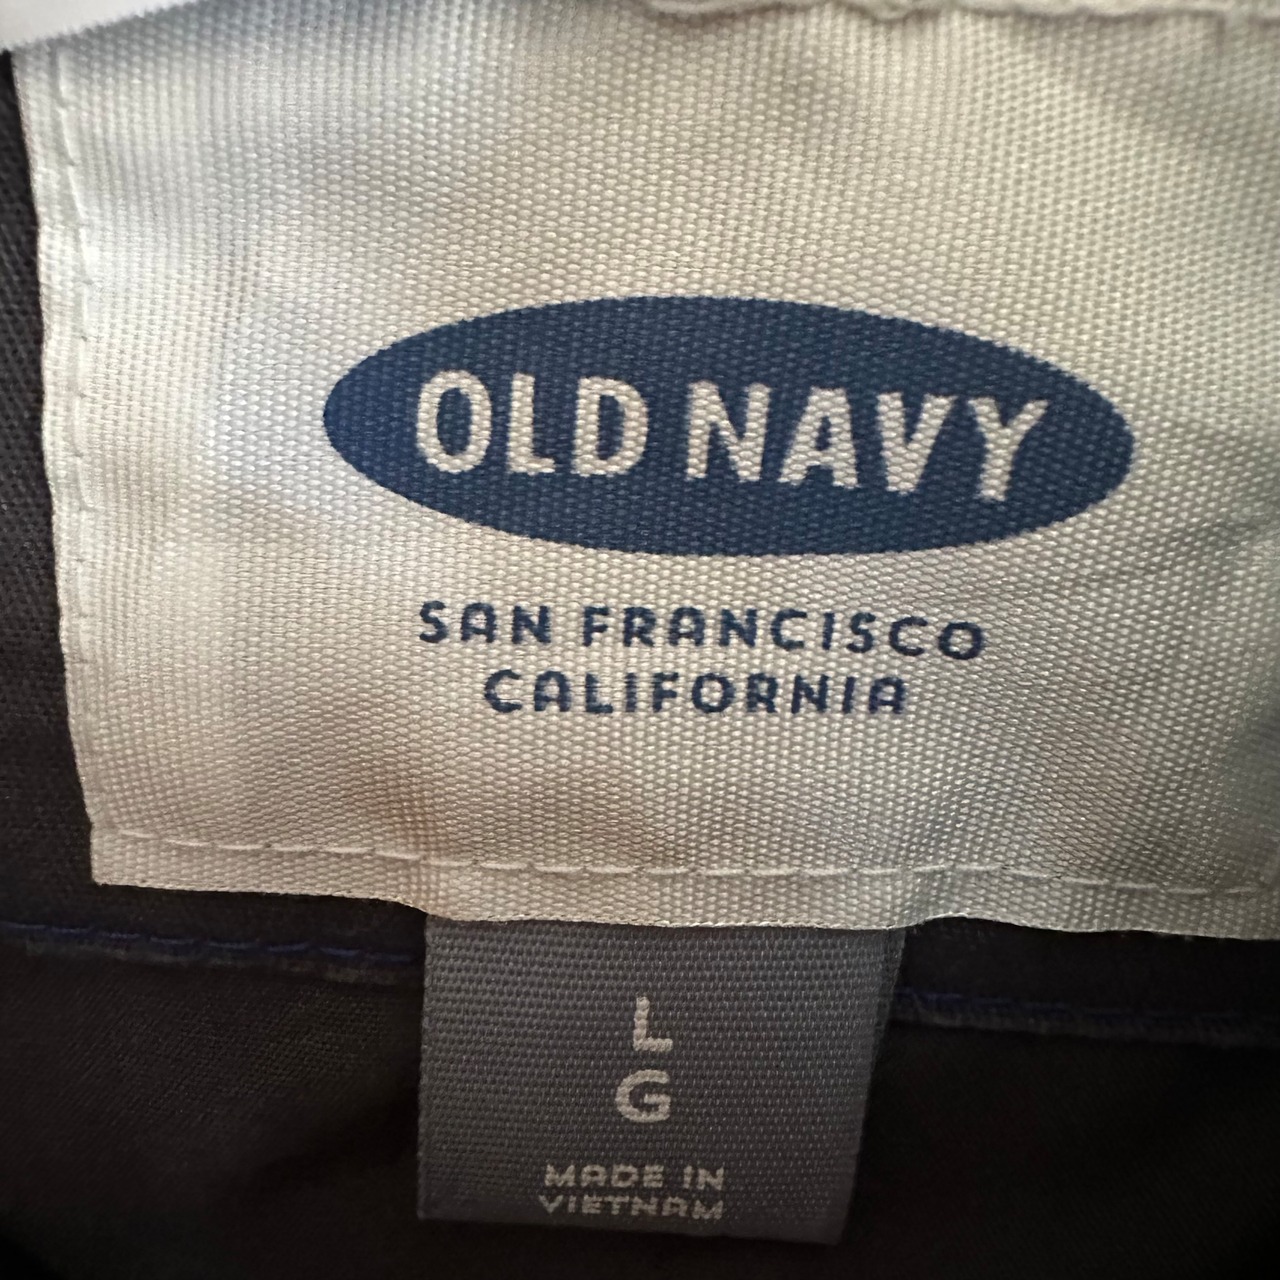 OLD NAVY
SAN FRANCISCO
CALIFORNIA
L
G
MADE IN
VIETNAM